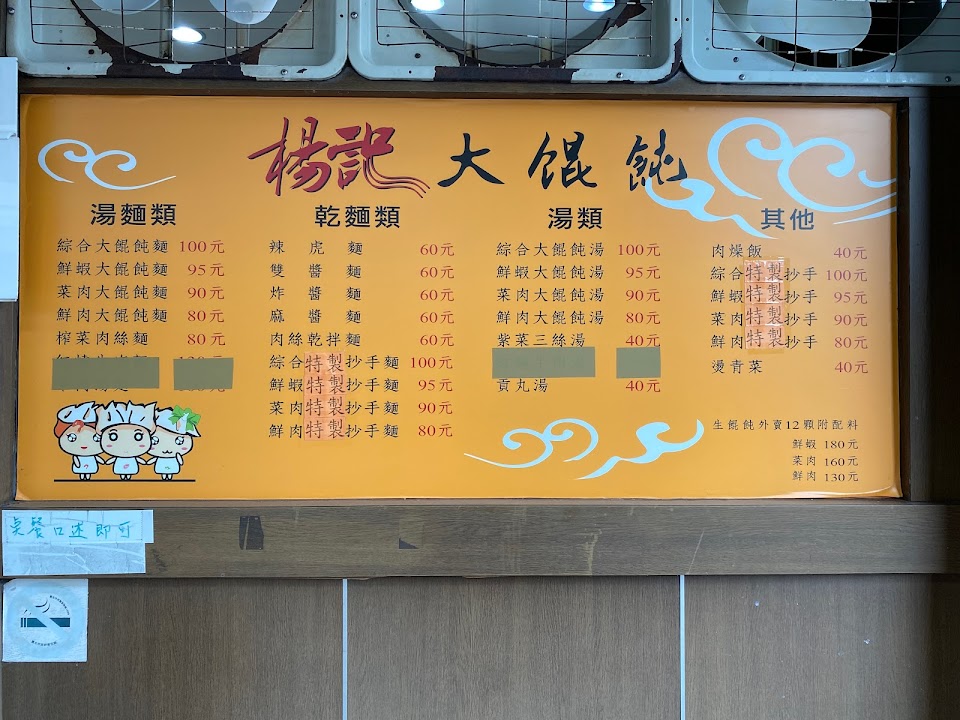 楊記大餛飩
湯麵類
綜合大餛飩麵 100元
鮮蝦大餛飩麵 95元
菜肉大餛飩麵 90元
鮮肉大餛飩麵 80元
榨菜肉絲麵 80元
乾麵類
辣虎麵 60元
雙醬麵 60元
炸醬麵 60元
麻醬麵 60元
肉絲乾拌麵 60元
綜合特製抄手麵 100元
鮮蝦特製抄手麵 95元
菜肉特製抄手麵 90元
鮮肉特製抄手麵 80元
湯類
綜合大餛飩湯 100元
鮮蝦大餛飩湯 95元
菜肉大餛飩湯 90元
鮮肉大餛飩湯 80元
紫菜三絲湯 40元
貢丸湯 40元
其他
肉燥飯 40元
綜合特製抄手 100元
鮮蝦特製抄手 95元
菜肉特製抄手 90元
鮮肉特製抄手 80元
燙青菜 40元
生餛飩外賣12顆附配料
鮮蝦 180元
菜肉 160元
鮮肉 130元
桌餐口述即可